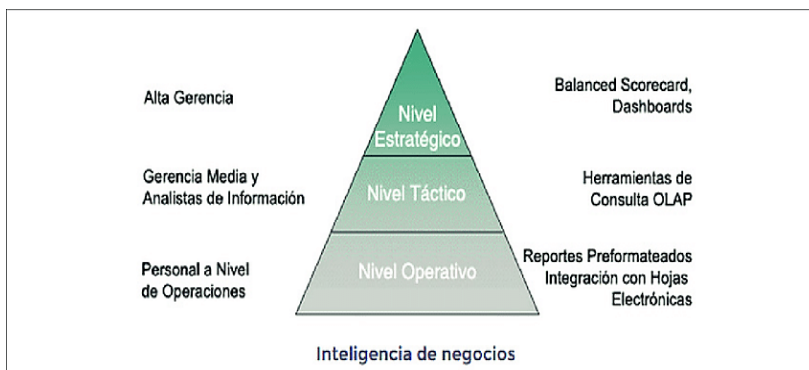 Alta Gerencia
Nivel
Estratégico
Balanced Scorecard,
Dashboards
Gerencia Media y
Analistas de Información
Nivel Táctico
Herramientas de
Consulta OLAP
Personal a Nivel
de Operaciones
Nivel Operativo
Reportes Preformateados
Integración con Hojas
Electrónicas
Inteligencia de negocios